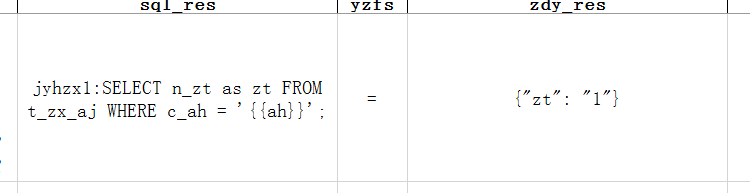 sql_res yzfs zdy_res
jyhzx1:SELECT n_zt as zt FROM
t_zx_aj WHERE c_ah = '{{ah}}';
=
{"zt": "1"}